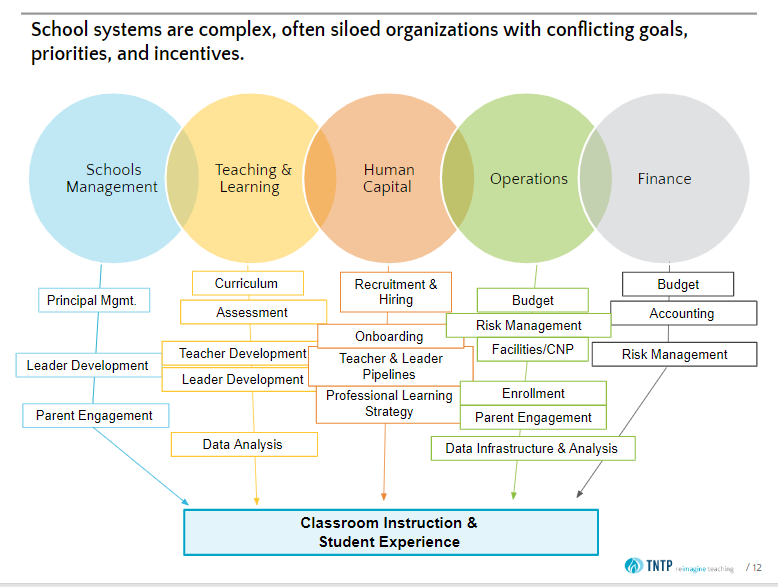 School systems are complex, often siloed organizations with conflicting goals,
priorities, and incentives.
Schools
Management
Teaching &
Learning
Human
Capital
Operations
Finance
Principal Mgmt.
Leader Development
Parent Engagement
Curriculum
Assessment
Teacher Development
Leader Development
Data Analysis
Recruitment &
Hiring
Onboarding
Teacher & Leader
Pipelines
Professional Learning
Strategy
Budget
Risk Management
Facilities/CNP
Enrollment
Parent Engagement
Data Infrastructure & Analysis
Budget
Accounting
Risk Management
Classroom Instruction &
Student Experience
TNTP reimagine teaching / 12